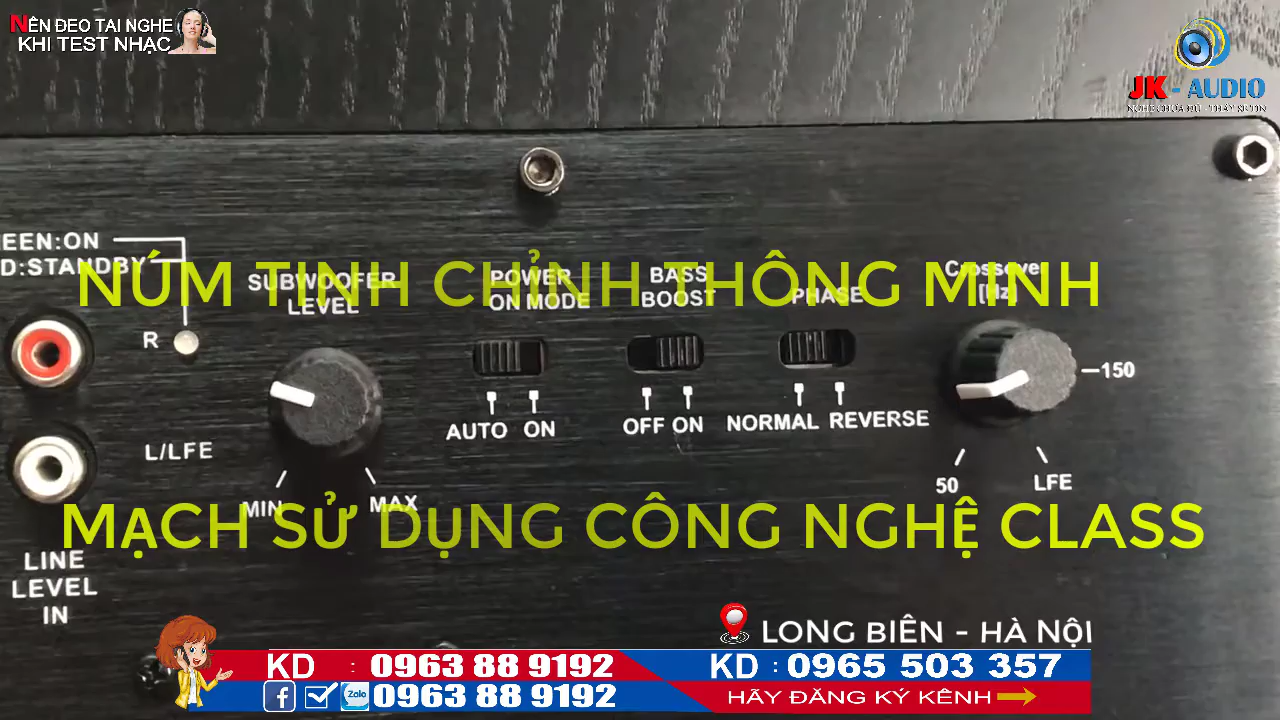 NÊN ĐEO TAI NGHE
KHI TEST NHẠC
JK - AUDIO
EEN:ON
D:STANDBY
NÚM TINH CHỈNH THÔNG MINH
SUBWOOFER
LEVEL
POWER
ON MODE
BASS
BOOST
PHASE
Crossover
[Hz]
R
150
AUTO ON
OFF ON
NORMAL REVERSE
L/LFE
MIN
MAX
50
LFE
MẠCH SỬ DỤNG CÔNG NGHỆ CLASS
LINE
LEVEL
IN
LONG BIÊN - HÀ NỘI
KD : 0963 88 9192
KD : 0965 503 357
Zalo 0963 88 9192
HÃY ĐĂNG KÝ KÊNH